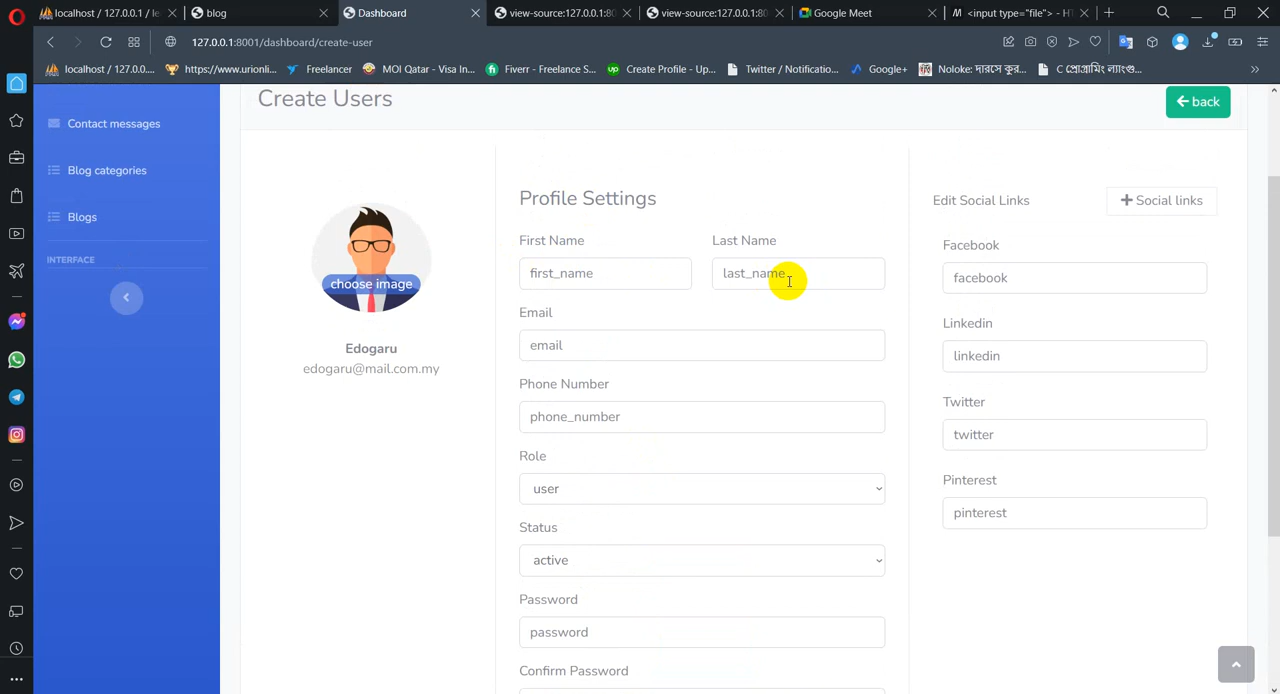 localhost / 127.0.0.1 / le
blog
Dashboard
view-source:127.0.0.1:80
view-source:127.0.0.1:80
Google Meet
<input type="file"> - HT
127.0.0.1:8001/dashboard/create-user
localhost / 127.0.0....
https://www.urionli...
Freelancer
MOI Qatar - Visa In...
Fiverr - Freelance S...
Create Profile - Up...
Twitter / Notificatio...
Google+
Noloke: দারসে কুর...
C প্রোগ্রামিং ল্যাংগু...
Create Users
back
Contact messages
Blog categories
Blogs
INTERFACE
choose image
Edogaru
edogaru@mail.com.my
Profile Settings
First Name
Last Name
first_name
last_name
Email
email
Phone Number
phone_number
Role
user
Status
active
Password
password
Confirm Password
Edit Social Links
Social links
Facebook
facebook
Linkedin
linkedin
Twitter
twitter
Pinterest
pinterest